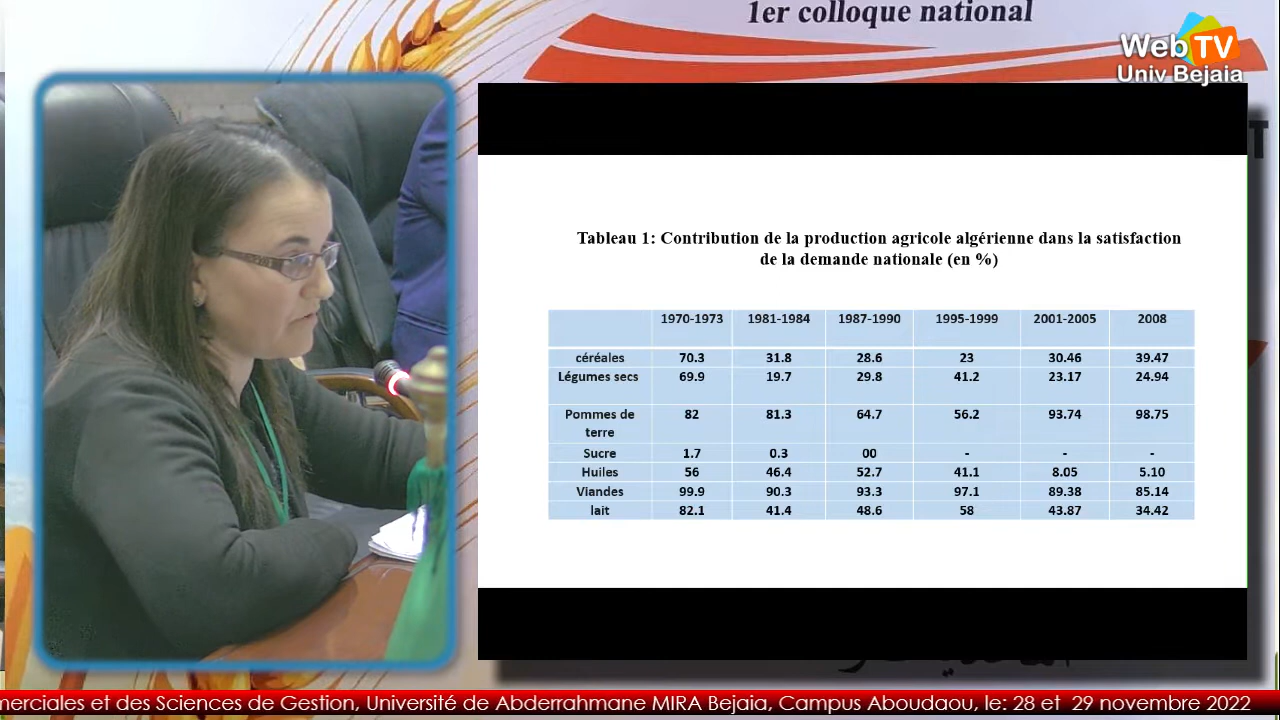 1er colloque national
WebTV
Univ Bejaia
Tableau 1: Contribution de la production agricole algérienne dans la satisfaction
de la demande nationale (en %)
1970-1973 1981-1984 1987-1990 1995-1999 2001-2005 2008
céréales 70.3 31.8 28.6 23 30.46 39.47
Légumes secs 69.9 19.7 29.8 41.2 23.17 24.94
Pommes de
terre 82 81.3 64.7 56.2 93.74 98.75
Sucre 1.7 0.3 00 - - -
Huiles 56 46.4 52.7 41.1 8.05 5.10
Viandes 99.9 90.3 93.3 97.1 89.38 85.14
lait 82.1 41.4 48.6 58 43.87 34.42
merciales et des Sciences de Gestion, Université de Abderrahmane MIRA Bejaia, Campus Aboudaou, le: 28 et 29 novembre 2022